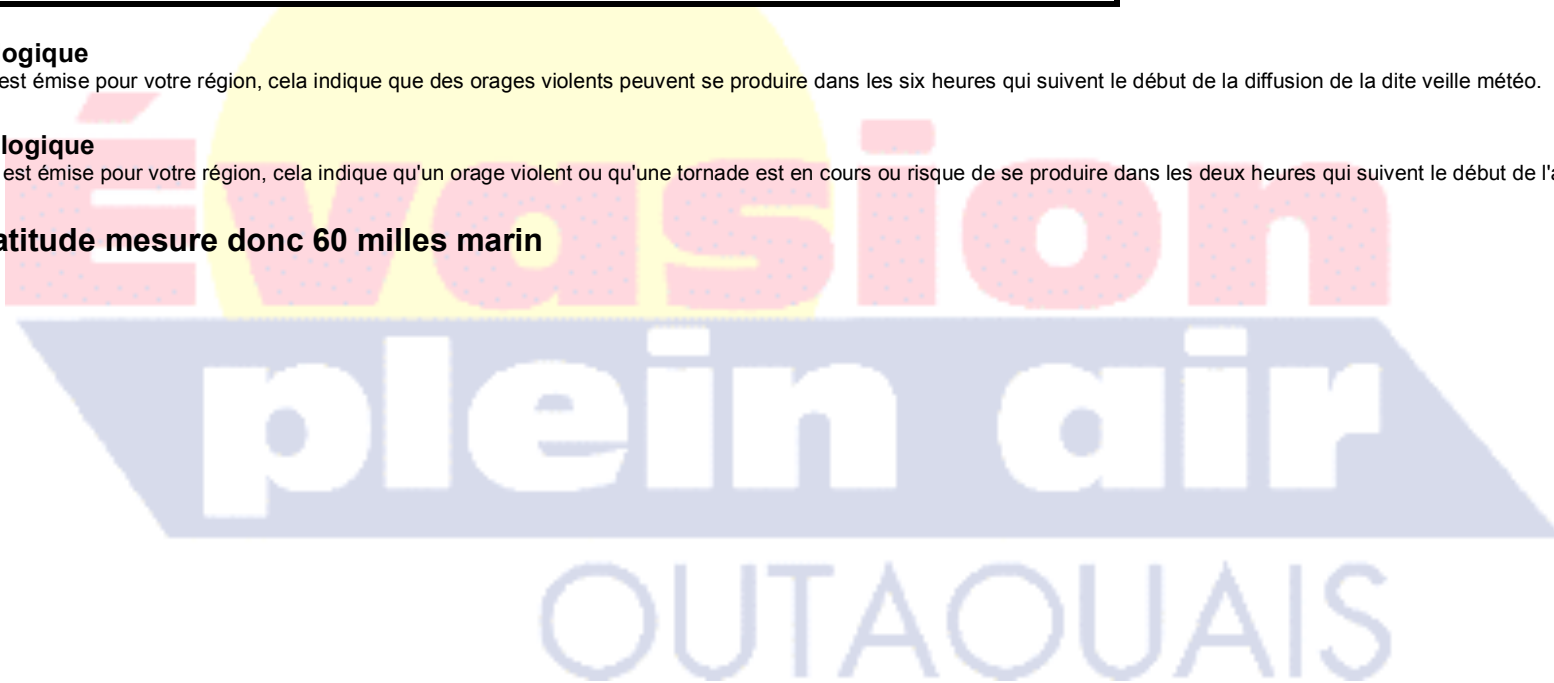 ogique
est émise pour votre région, cela indique que des orages violents peuvent se produire dans les six heures qui suivent le début de la diffusion de la dite veille météo.
logique
est émise pour votre région, cela indique qu'un orage violent ou qu'une tornade est en cours ou risque de se produire dans les deux heures qui suivent le début de l'a
atitude mesure donc 60 milles marin
Évasion
plein air
OUTAOUAIS